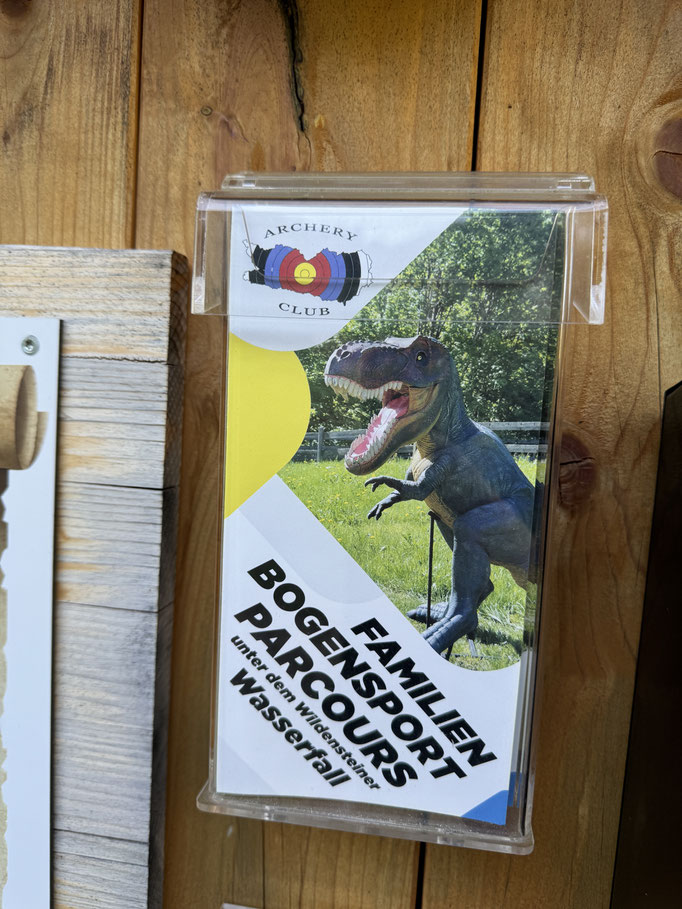 ARCHERY
CLUB
FAMILIEN
BOGENSPORT
PARCOURS
unter dem Wildensteiner
Wasserfall